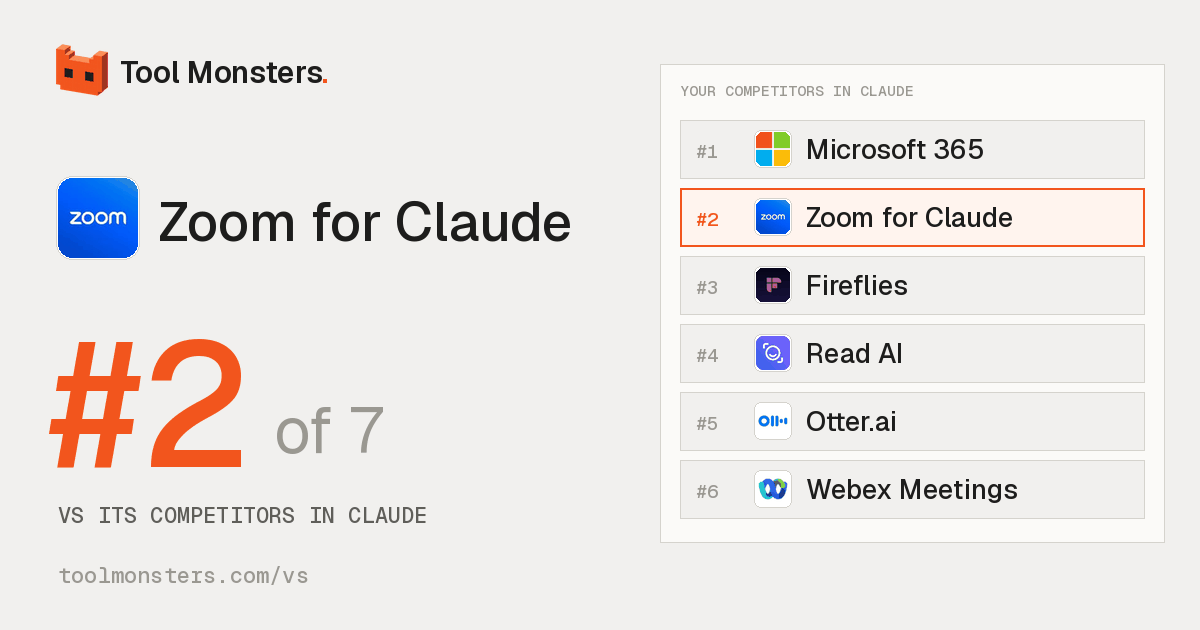 Tool Monsters.
zoom
Zoom for Claude
#2 of 7
VS ITS COMPETITORS IN CLAUDE
toolmonsters.com/vs
YOUR COMPETITORS IN CLAUDE
#1 Microsoft 365
#2 zoom Zoom for Claude
#3 Fireflies
#4 Read AI
#5 Otter.ai
#6 Webex Meetings